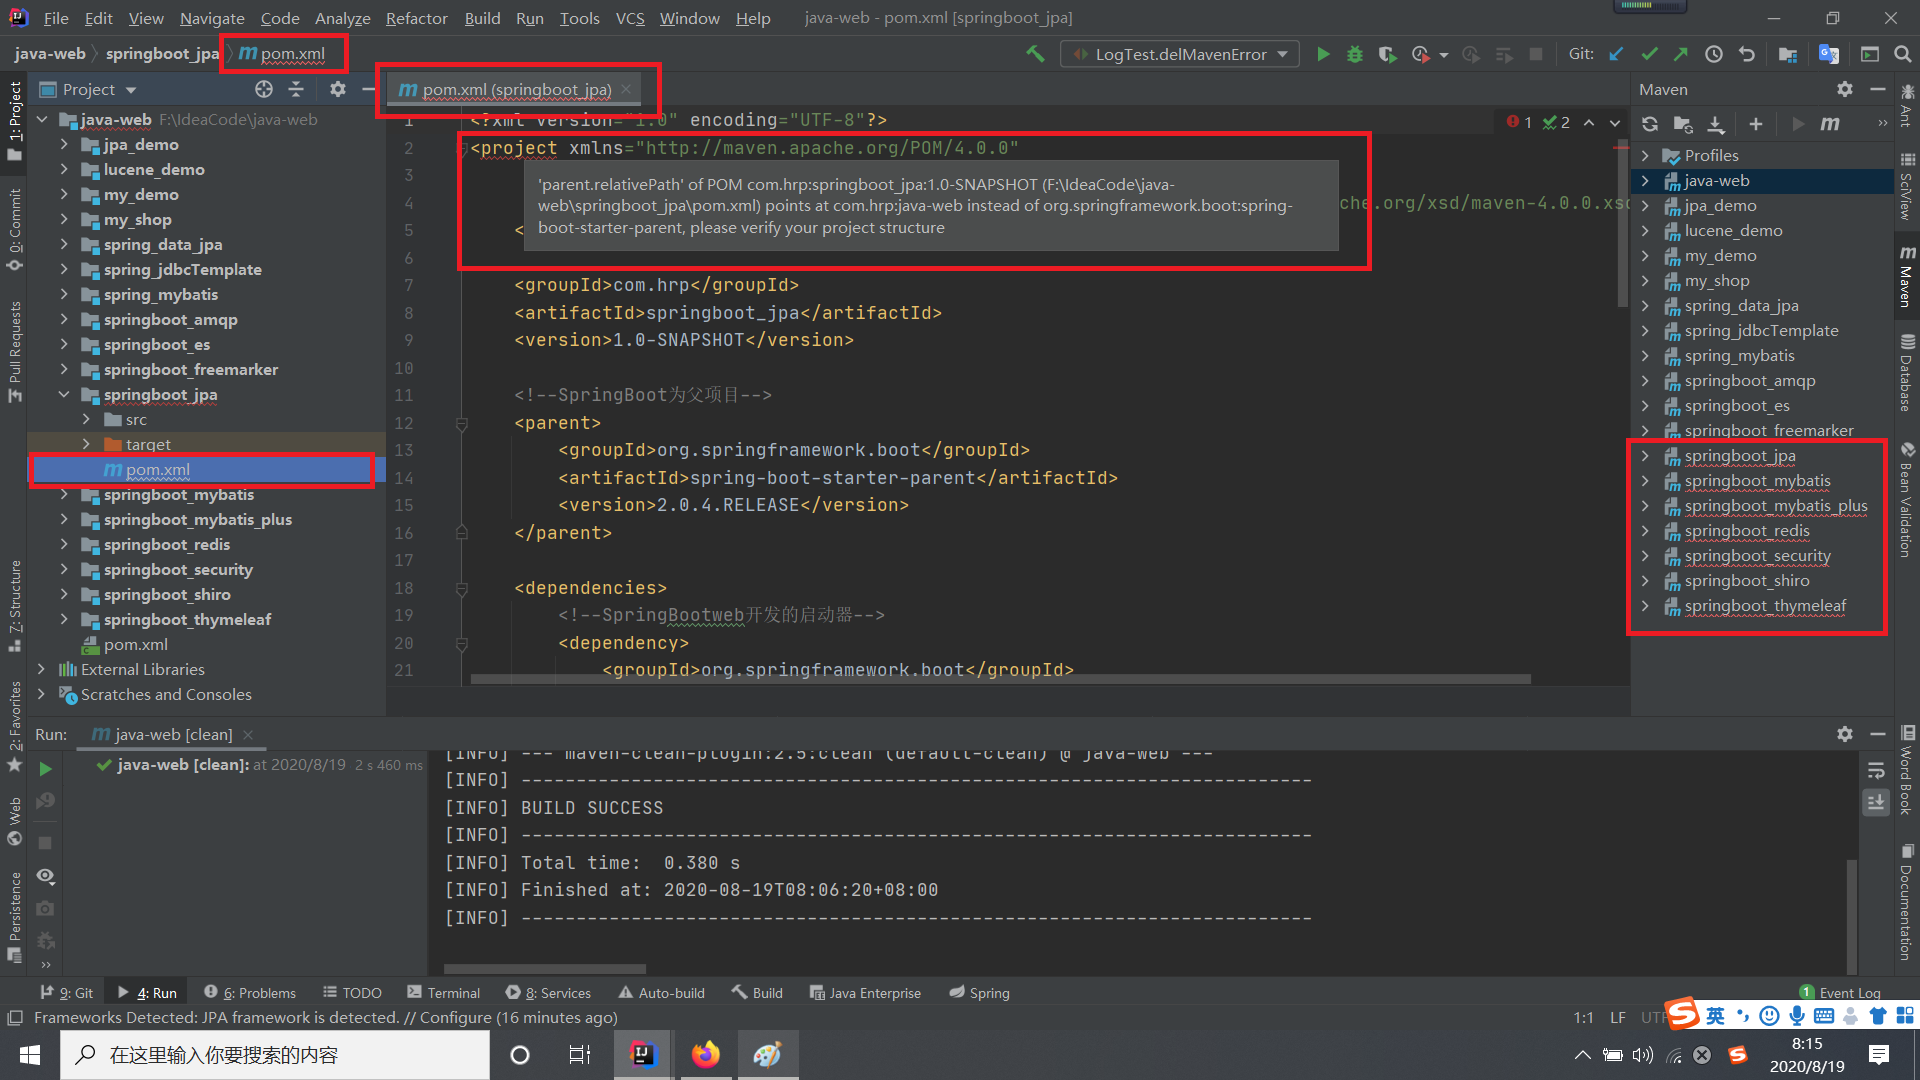 File Edit View Navigate Code Analyze Refactor Build Run Tools VCS Window Help java-web - pom.xml [springboot_jpa]
java-web springboot_jpa pom.xml
LogTest.delMavenError
Git:
1: Project
0: Commit
Pull Requests
7: Structure
2: Favorites
Web
Persistence
Project
java-web F:\IdeaCode\java-web
jpa_demo
lucene_demo
my_demo
my_shop
spring_data_jpa
spring_jdbcTemplate
spring_mybatis
springboot_amqp
springboot_es
springboot_freemarker
springboot_jpa
src
target
pom.xml
springboot_mybatis
springboot_mybatis_plus
springboot_redis
springboot_security
springboot_shiro
springboot_thymeleaf
pom.xml
External Libraries
Scratches and Consoles
pom.xml (springboot_jpa)
1 <?xml version="1.0" encoding="UTF-8"?>
1 2
2 <project xmlns="http://maven.apache.org/POM/4.0.0"
3
'parent.relativePath' of POM com.hrp:springboot_jpa:1.0-SNAPSHOT (F:\IdeaCode\java-
web\springboot_jpa\pom.xml) points at com.hrp:java-web instead of org.springframework.boot:spring-
boot-starter-parent, please verify your project structure
4 che.org/xsd/maven-4.0.0.xsd
5 <
6
7 <groupId>com.hrp</groupId>
8 <artifactId>springboot_jpa</artifactId>
9 <version>1.0-SNAPSHOT</version>
10
11 <!--SpringBoot为父项目-->
12 <parent>
13 <groupId>org.springframework.boot</groupId>
14 <artifactId>spring-boot-starter-parent</artifactId>
15 <version>2.0.4.RELEASE</version>
16 </parent>
17
18 <dependencies>
19 <!--SpringBootweb开发的启动器-->
20 <dependency>
21 <groupId>org.springframework.boot</groupId>
Maven
Profiles
java-web
jpa_demo
lucene_demo
my_demo
my_shop
spring_data_jpa
spring_jdbcTemplate
spring_mybatis
springboot_amqp
springboot_es
springboot_freemarker
springboot_jpa
springboot_mybatis
springboot_mybatis_plus
springboot_redis
springboot_security
springboot_shiro
springboot_thymeleaf
Ant
SciView
Maven
Database
Bean Validation
Word Book
Documentation
Run: java-web [clean]
java-web [clean]: at 2020/8/19 2 s 460 ms
[INFO] --- maven-clean-plugin:2.5:clean (default-clean) @ java-web ---
[INFO] ------------------------------------------------------------------------
[INFO] BUILD SUCCESS
[INFO] ------------------------------------------------------------------------
[INFO] Total time:  0.380 s
[INFO] Finished at: 2020-08-19T08:06:20+08:00
[INFO] ------------------------------------------------------------------------
9: Git 4: Run 6: Problems TODO Terminal 8: Services Auto-build Build Java Enterprise Spring 1 Event Log
Frameworks Detected: JPA framework is detected. // Configure (16 minutes ago) 1:1 LF UTF
英
在这里输入你要搜索的内容
8:15
2020/8/19